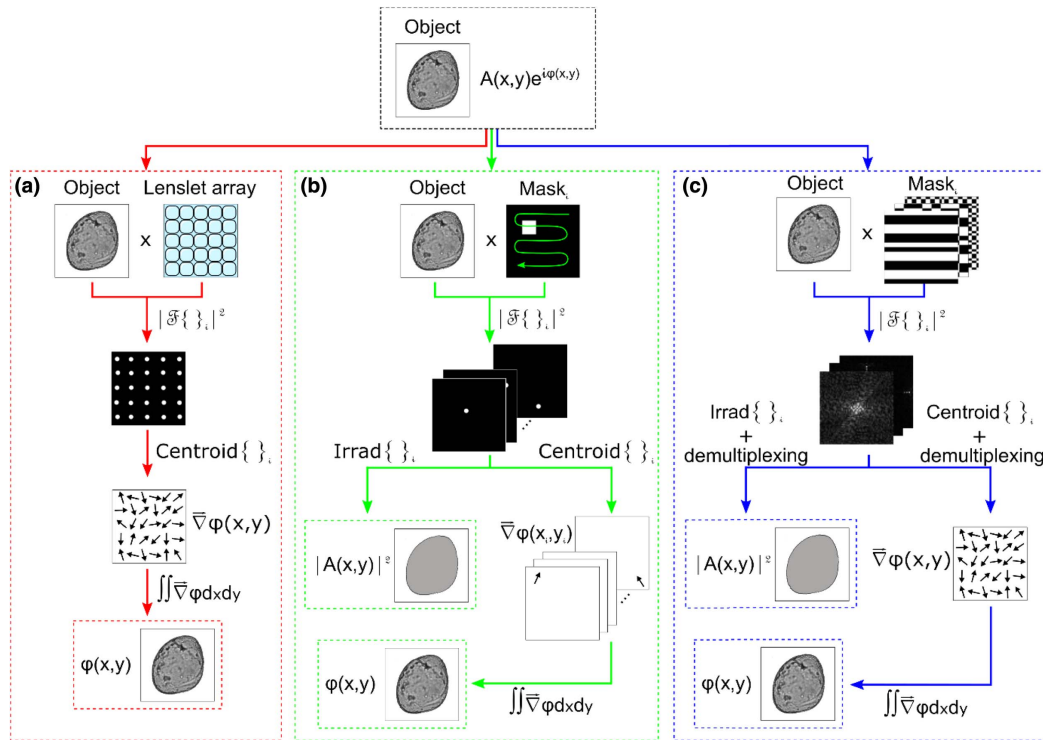 Object
A(x,y)e^{iφ(x,y)}
(a)
Object Lenslet array
x
|ℱ{ }ᵢ|²
Centroid{ }ᵢ
∇⃗φ(x,y)
∬∇⃗φdxdy
φ(x,y)
(b)
Object Maskᵢ
x
|ℱ{ }ᵢ|²
Irrad{ }ᵢ Centroid{ }ᵢ
|A(x,y)|²
∇⃗φ(xᵢ,yᵢ)
φ(x,y)
∬∇⃗φdxdy
(c)
Object Maskᵢ
x
|ℱ{ }ᵢ|²
Irrad{ }ᵢ
+
demultiplexing
Centroid{ }ᵢ
+
demultiplexing
|A(x,y)|²
∇⃗φ(x,y)
φ(x,y)
∬∇⃗φdxdy